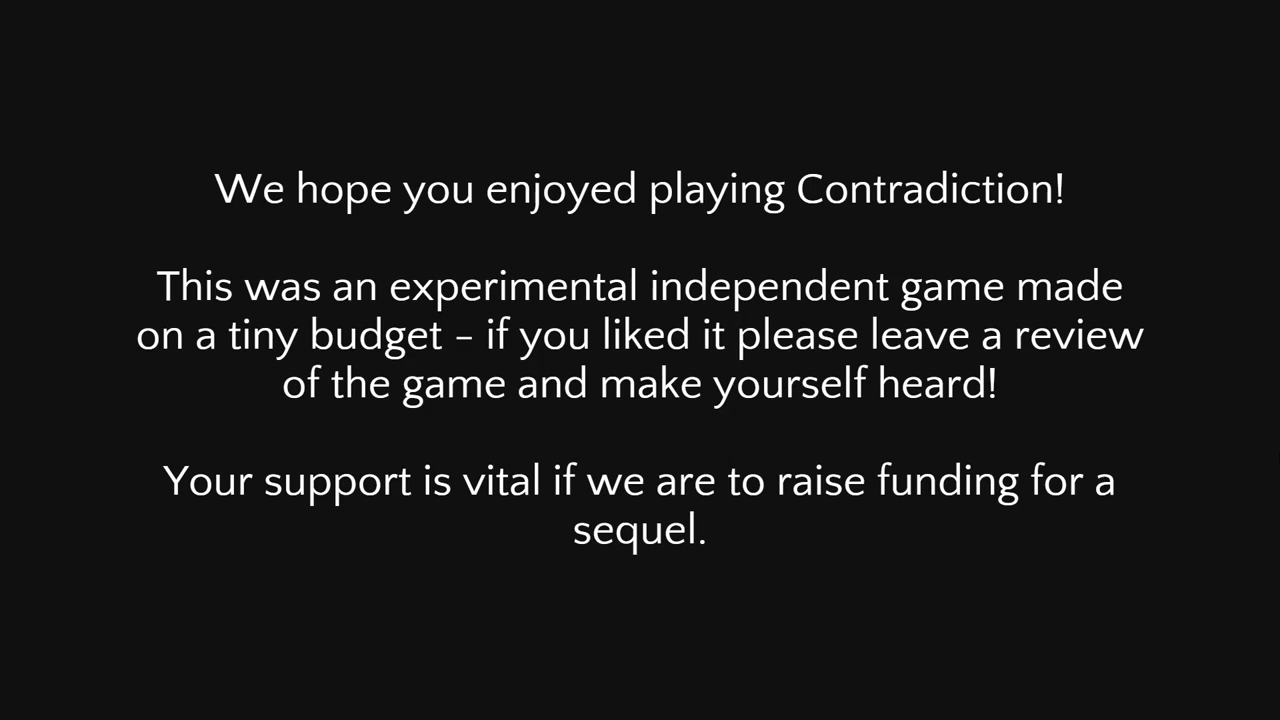 We hope you enjoyed playing Contradiction!
This was an experimental independent game made
on a tiny budget - if you liked it please leave a review
of the game and make yourself heard!
Your support is vital if we are to raise funding for a
sequel.